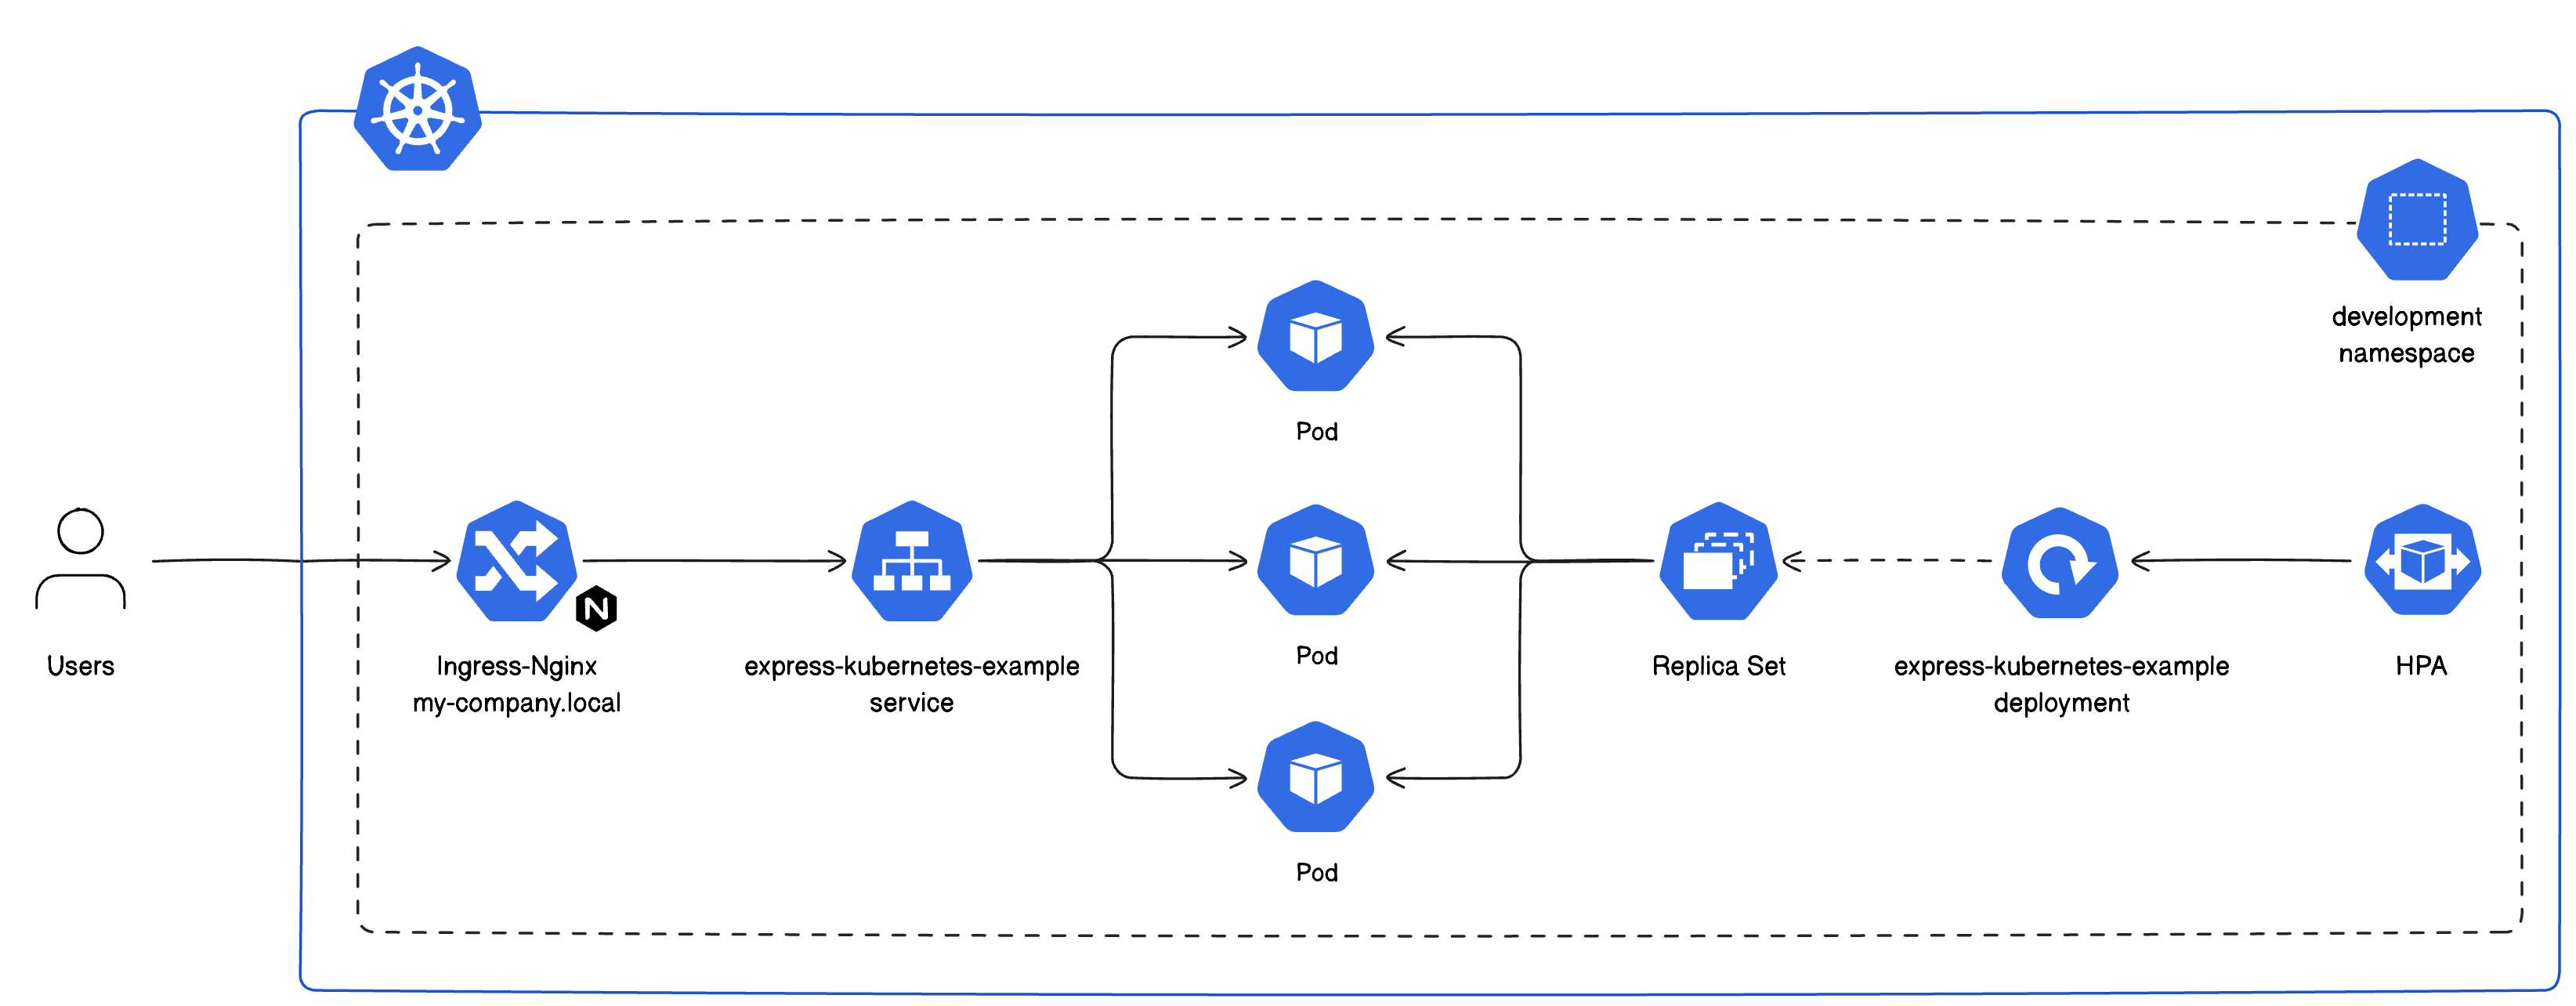 development
namespace
Pod
Users
Ingress-Nginx
my-company.local
N
express-kubernetes-example
service
Pod
Replica Set
express-kubernetes-example
deployment
HPA
Pod